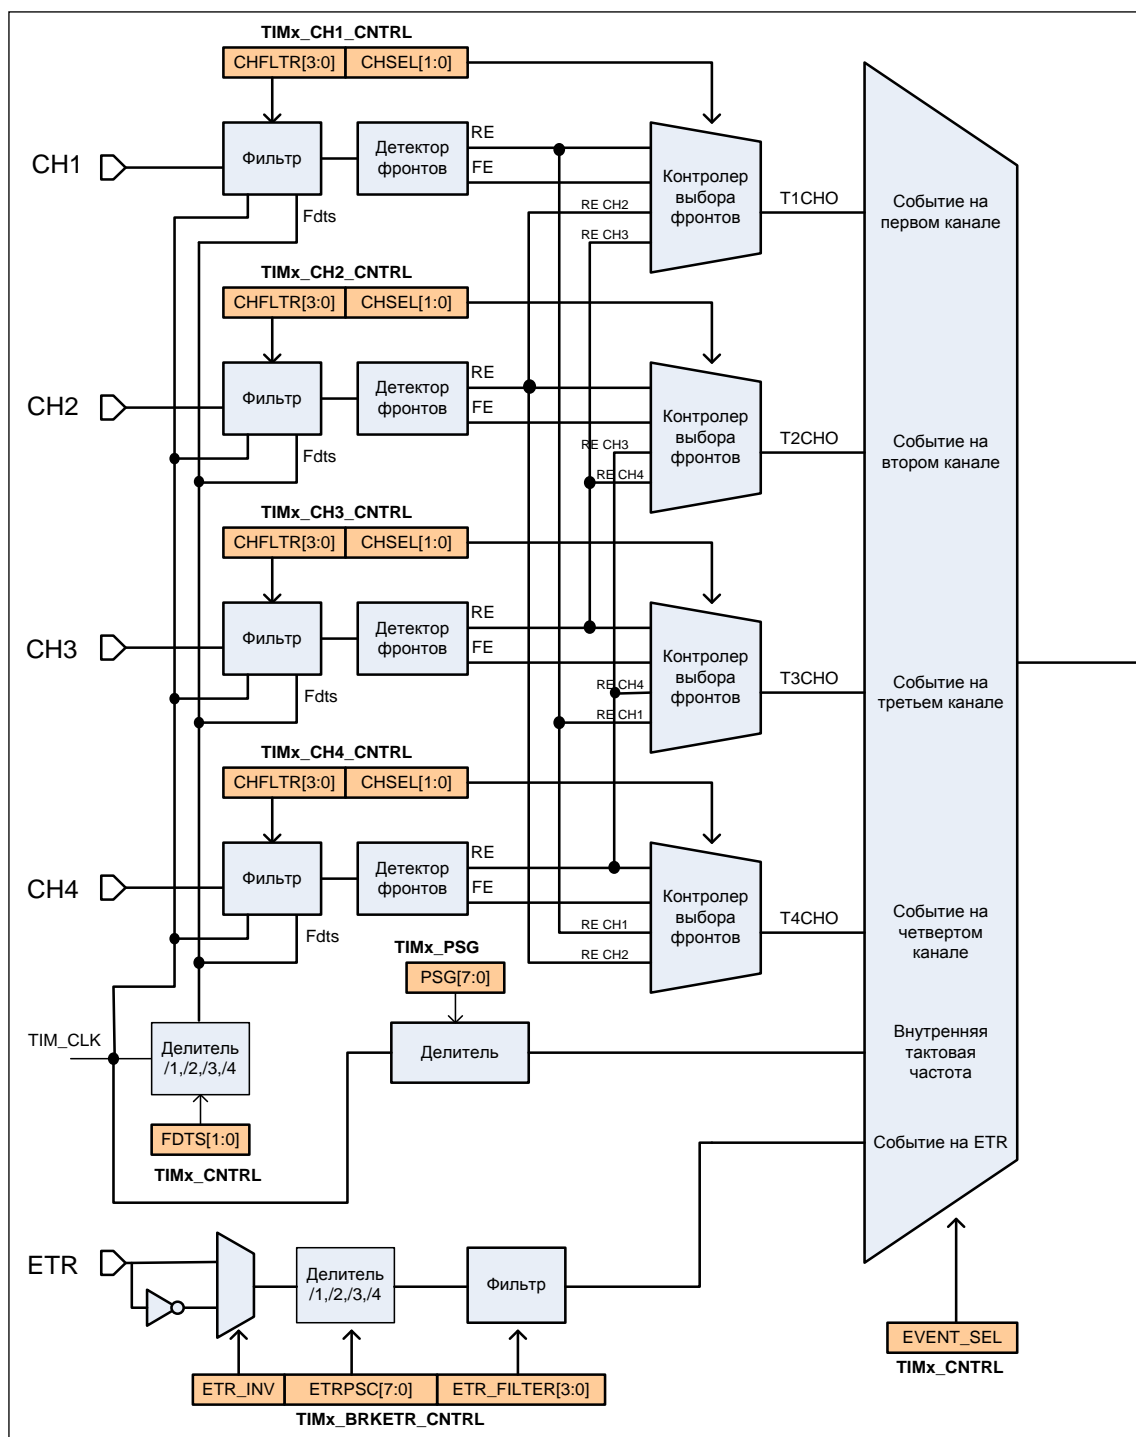 TIMx_CH1_CNTRL
CHFLTR[3:0] CHSEL[1:0]
CH1
Фильтр
Детектор
фронтов
RE
FE
RE CH2
RE CH3
Контролер
выбора
фронтов
T1CHO
Событие на
первом канале
Fdts
TIMx_CH2_CNTRL
CHFLTR[3:0] CHSEL[1:0]
CH2
Фильтр
Детектор
фронтов
RE
FE
RE CH3
RE CH4
Контролер
выбора
фронтов
T2CHO
Событие на
втором канале
Fdts
TIMx_CH3_CNTRL
CHFLTR[3:0] CHSEL[1:0]
CH3
Фильтр
Детектор
фронтов
RE
FE
RE CH4
RE CH1
Контролер
выбора
фронтов
T3CHO
Событие на
третьем канале
Fdts
TIMx_CH4_CNTRL
CHFLTR[3:0] CHSEL[1:0]
CH4
Фильтр
Детектор
фронтов
RE
FE
RE CH1
RE CH2
Контролер
выбора
фронтов
T4CHO
Событие на
четвертом
канале
Fdts
TIMx_PSG
PSG[7:0]
TIM_CLK
Делитель
/1,/2,/3,/4
Делитель
Внутренняя
тактовая
частота
FDTS[1:0]
TIMx_CNTRL
Событие на ETR
ETR
Делитель
/1,/2,/3,/4
Фильтр
EVENT_SEL
TIMx_CNTRL
ETR_INV ETRPSC[7:0] ETR_FILTER[3:0]
TIMx_BRKETR_CNTRL